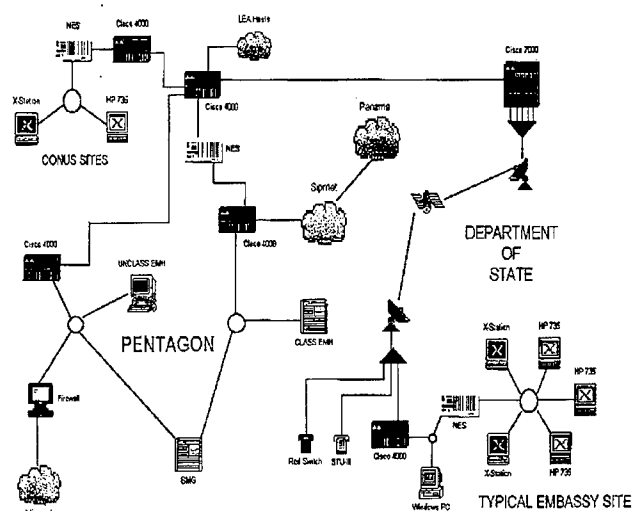 NES
Cisco 4000
LEA Hosts
Cisco 7000
Cisco 4000
X-Station
HP 735
CONUS SITES
Panama
NES
Siprnet
Cisco 4000
Cisco 4000
UNCLASS EMH
DEPARTMENT
OF
STATE
PENTAGON
CLASS EMH
Firewall
SMG
X-Station
HP 735
HP 735
Red Switch
STU-III
Cisco 4000
NES
X-Station
HP 735
Windows PC
TYPICAL EMBASSY SITE